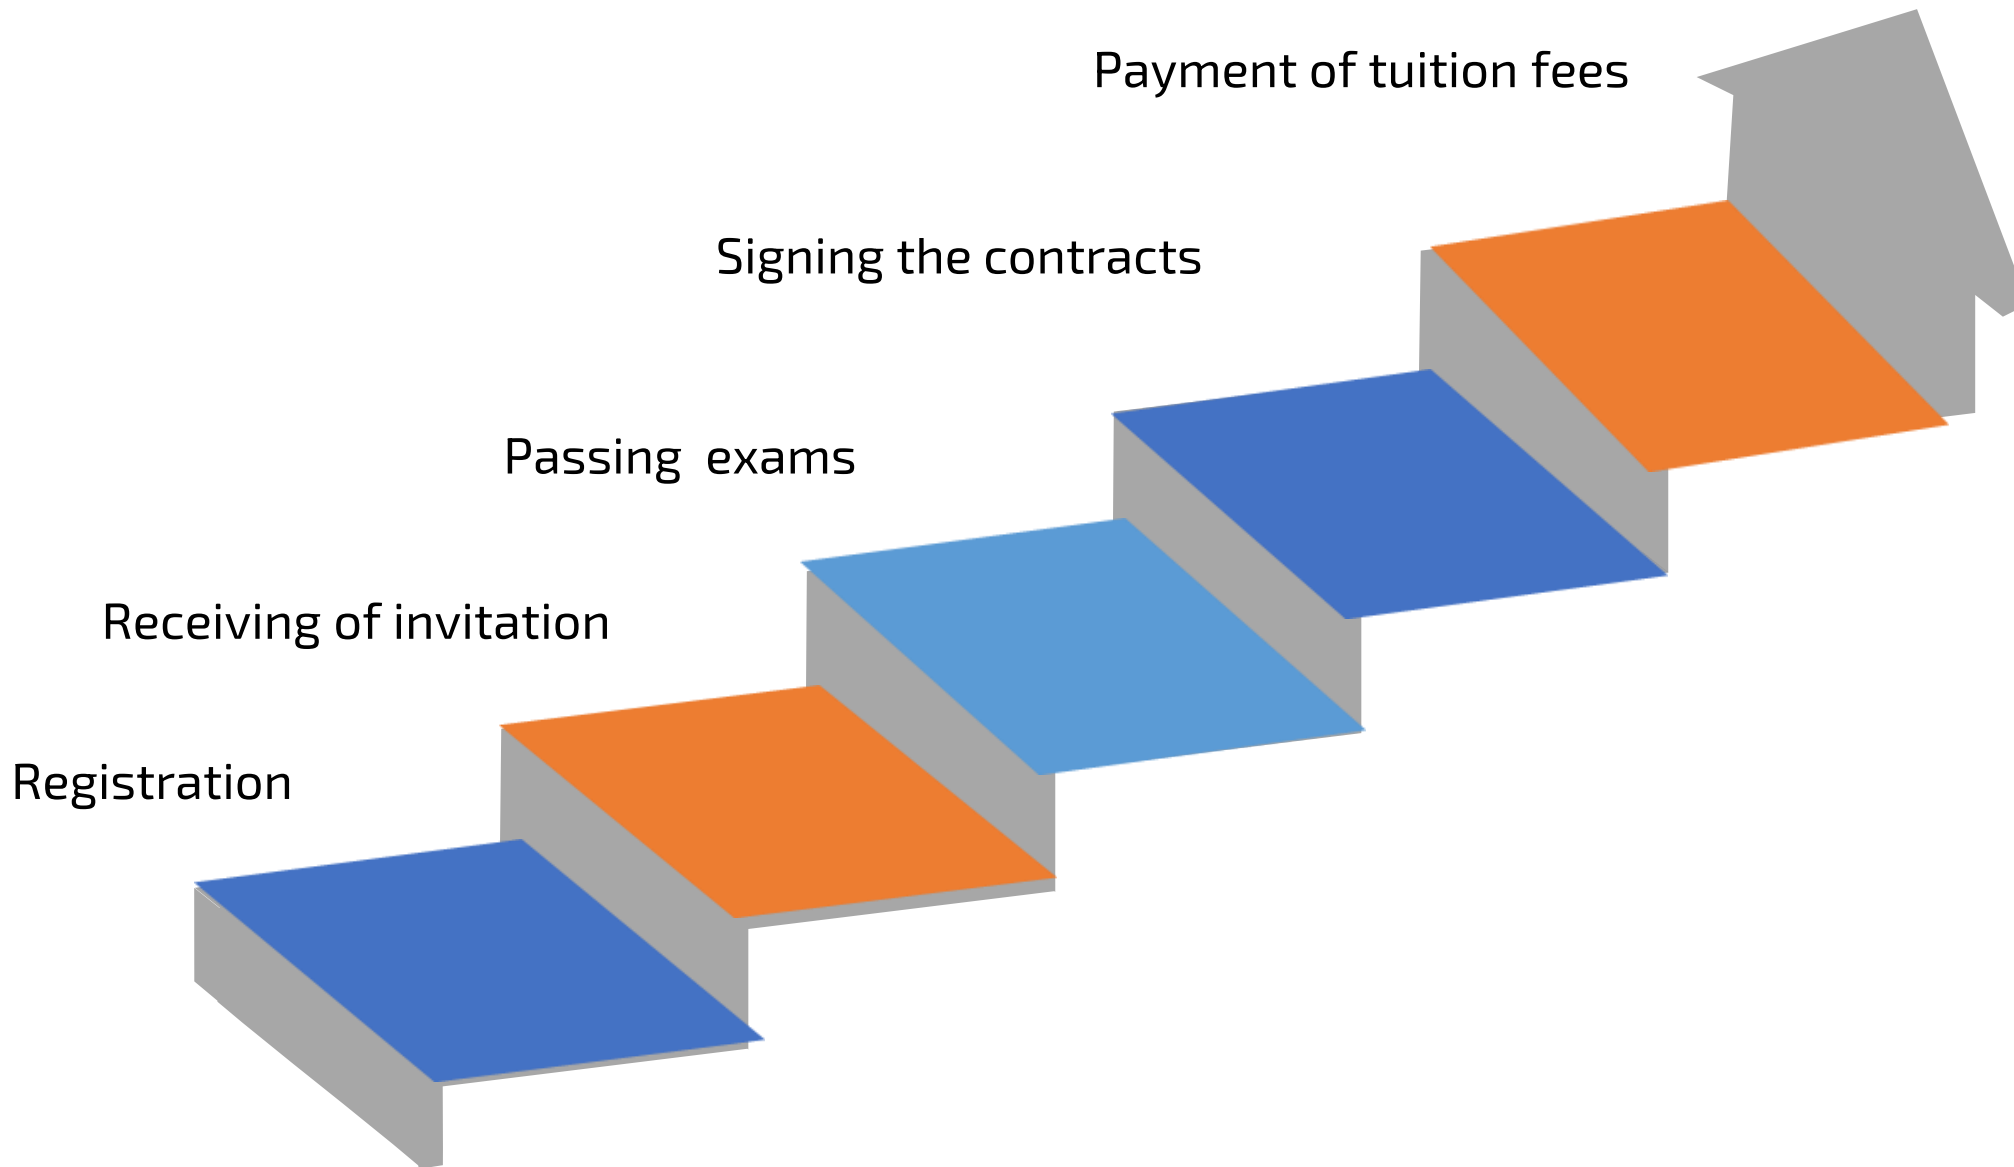 Payment of tuition fees
Signing the contracts
Passing  exams
Receiving of invitation
Registration